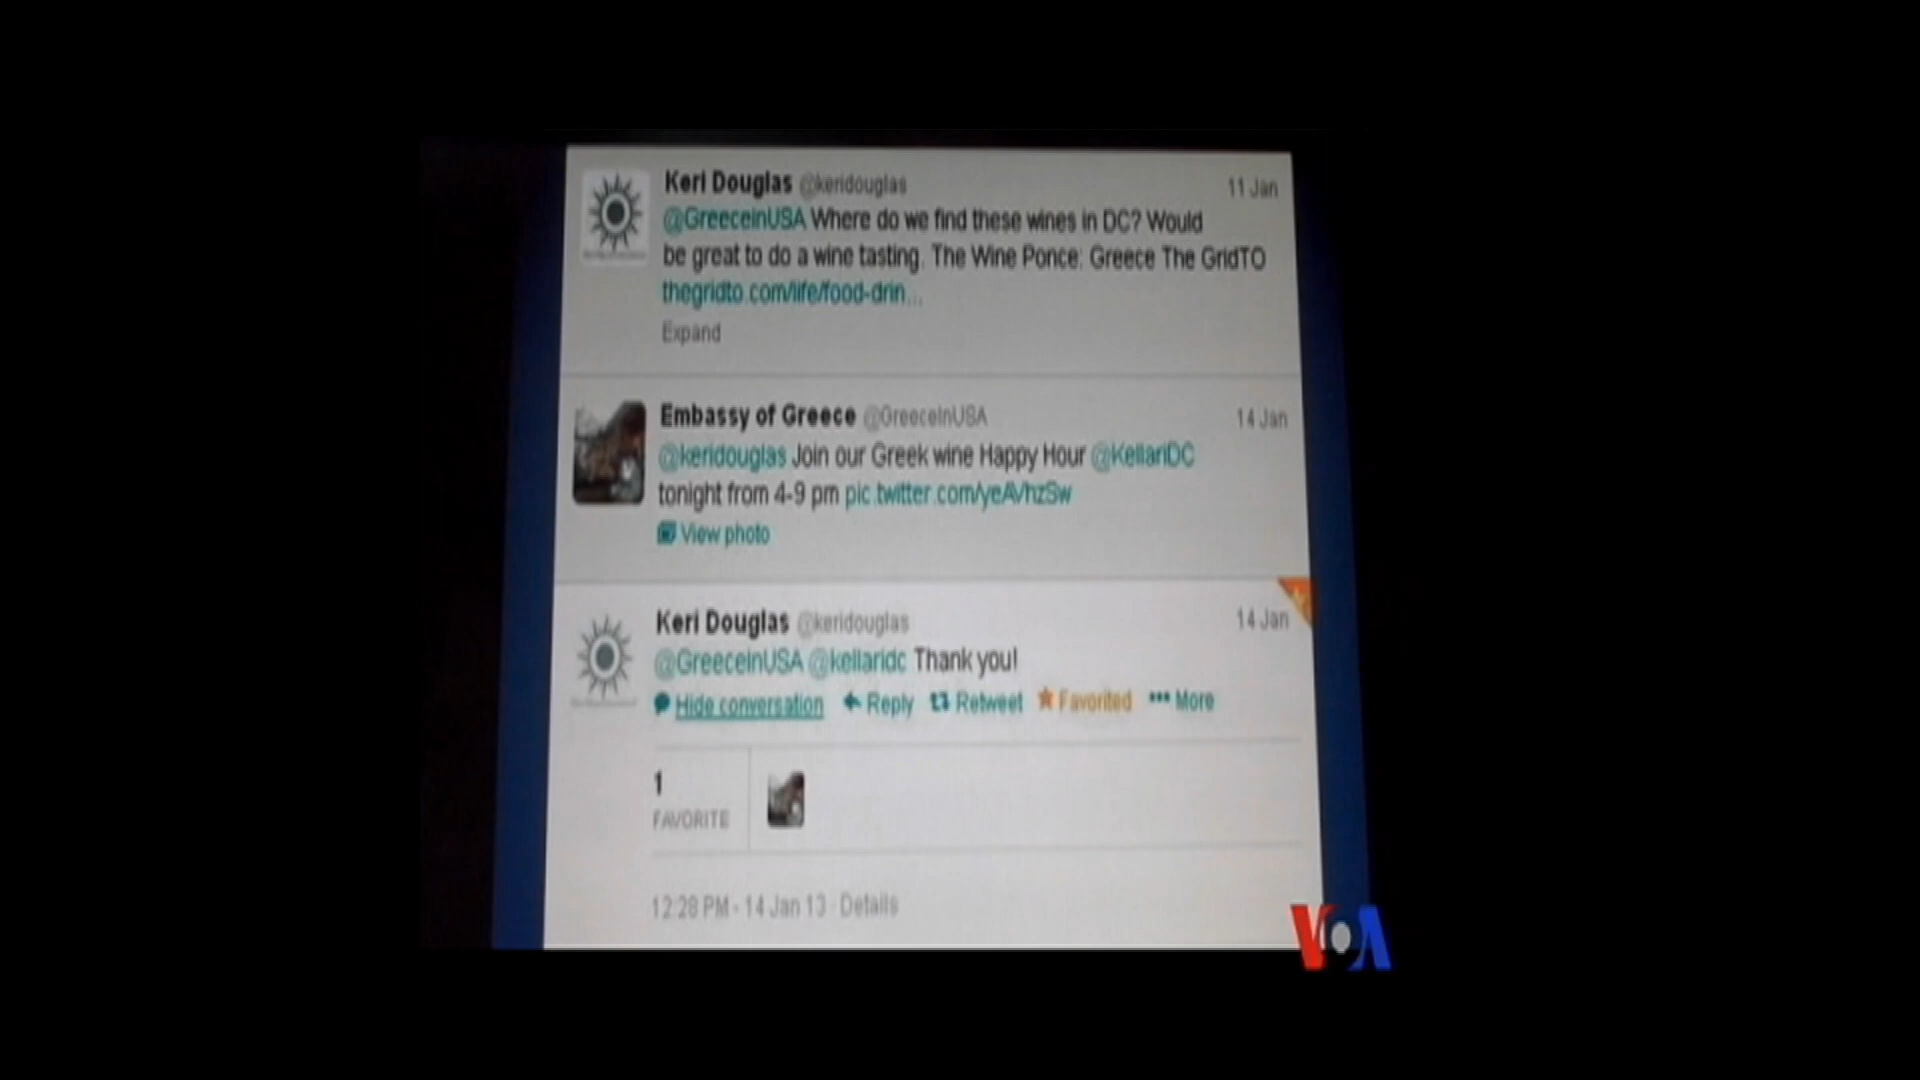 Keri Douglas @keridouglas 11 Jan
@GreeceInUSA Where do we find these wines in DC? Would
be great to do a wine tasting. The Wine Ponce: Greece The GridTO
thegridto.com/life/food-drin...
Expand
Embassy of Greece @GreeceInUSA 14 Jan
@keridouglas Join our Greek wine Happy Hour @KellariDC
tonight from 4-9 pm pic.twitter.com/yeAVhzSw
View photo
Keri Douglas @keridouglas 14 Jan
@GreeceInUSA @kellaridc Thank you!
Hide conversation Reply Retweet Favorited More
1
FAVORITE
12:28 PM - 14 Jan 13 · Details
VOA